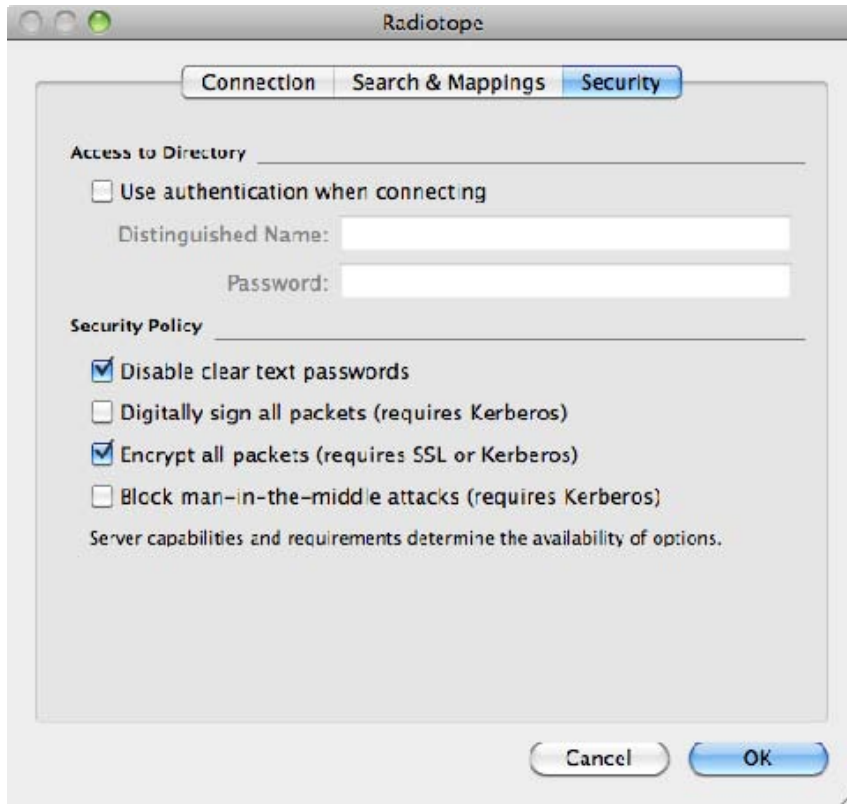 Radiotope
Connection Search & Mappings Security
Access to Directory
Use authentication when connecting
Distinguished Name:
Password:
Security Policy
Disable clear text passwords
Digitally sign all packets (requires Kerberos)
Encrypt all packets (requires SSL or Kerberos)
Block man-in-the-middle attacks (requires Kerberos)
Server capabilities and requirements determine the availability of options.
Cancel OK